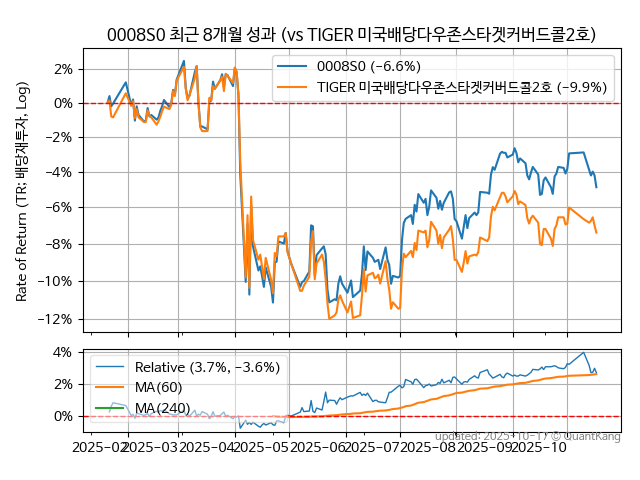 0008S0 최근 8개월 성과 (vs TIGER 미국배당다우존스타겟커버드콜2호)
Rate of Return (TR: 배당재투자, Log)
2%
0%
−2%
−4%
−6%
−8%
−10%
−12%
0008S0 (−6.6%)
TIGER 미국배당다우존스타겟커버드콜2호 (−9.9%)
4%
2%
0%
Relative (3.7%, −3.6%)
MA(60)
MA(240)
2025-02 2025-03 2025-04 2025-05 2025-06 2025-07 2025-08 2025-09 2025-10
updated: 2025-10-17 © QuantKang